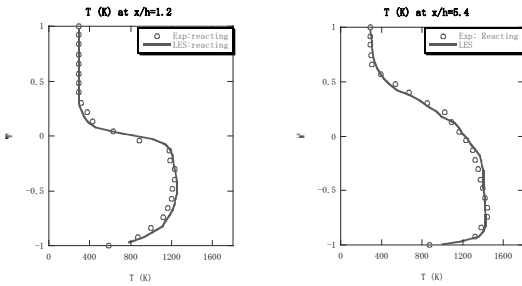 T (K) at x/h=1.2
Exp:reacting
LES:reacting
1
0.5
0
-0.5
-1
0
400
800
1200
1600
T (K)
T (K) at x/h=5.4
Exp: Reacting
LES
1
0.5
0
-0.5
-1
0
400
800
1200
1600
T (K)